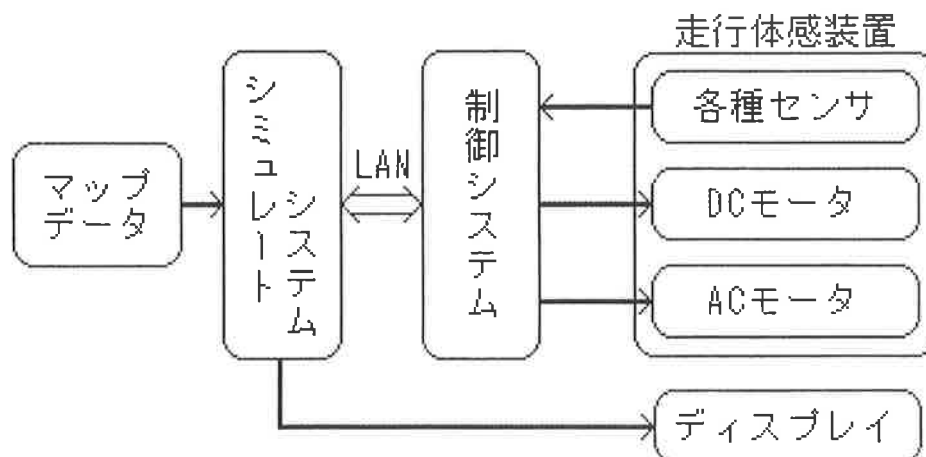 走行体感装置
マップ
データ
シミュレート
システム
LAN
制御システム
各種センサ
DCモータ
ACモータ
ディスプレイ